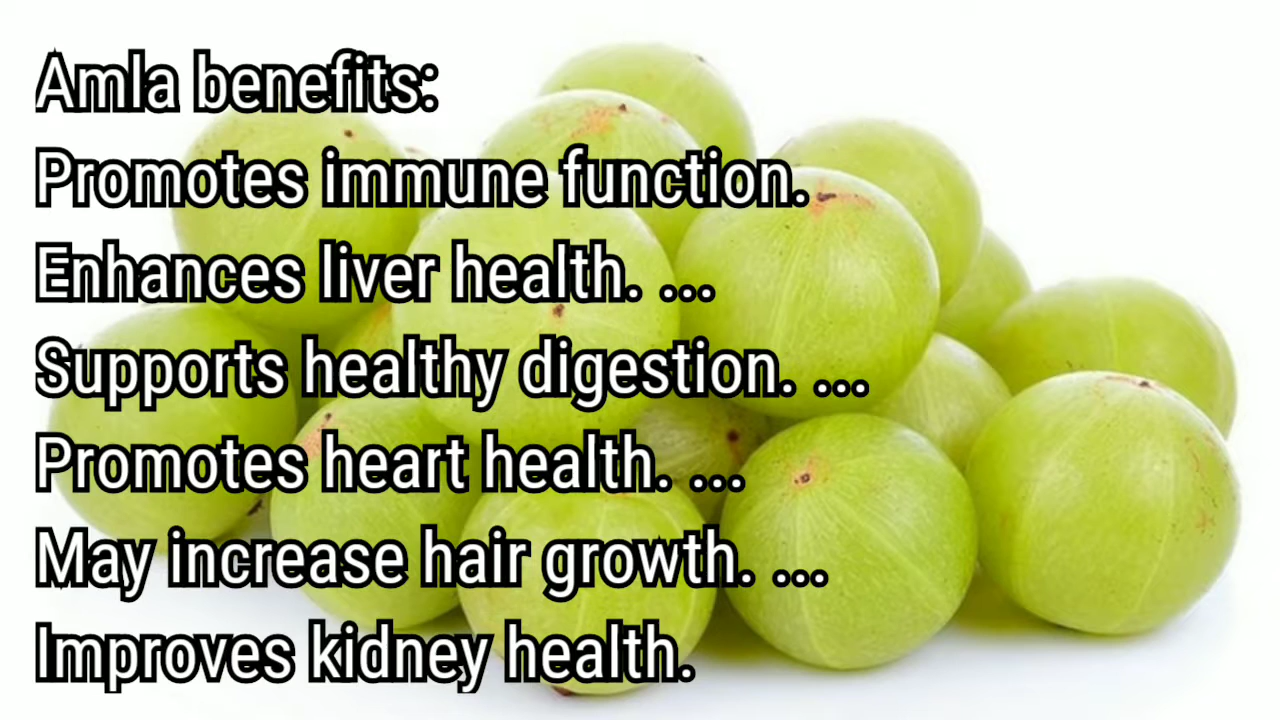 Amla benefits:
Promotes immune function.
Enhances liver health. ...
Supports healthy digestion. ...
Promotes heart health. ...
May increase hair growth. ...
Improves kidney health.